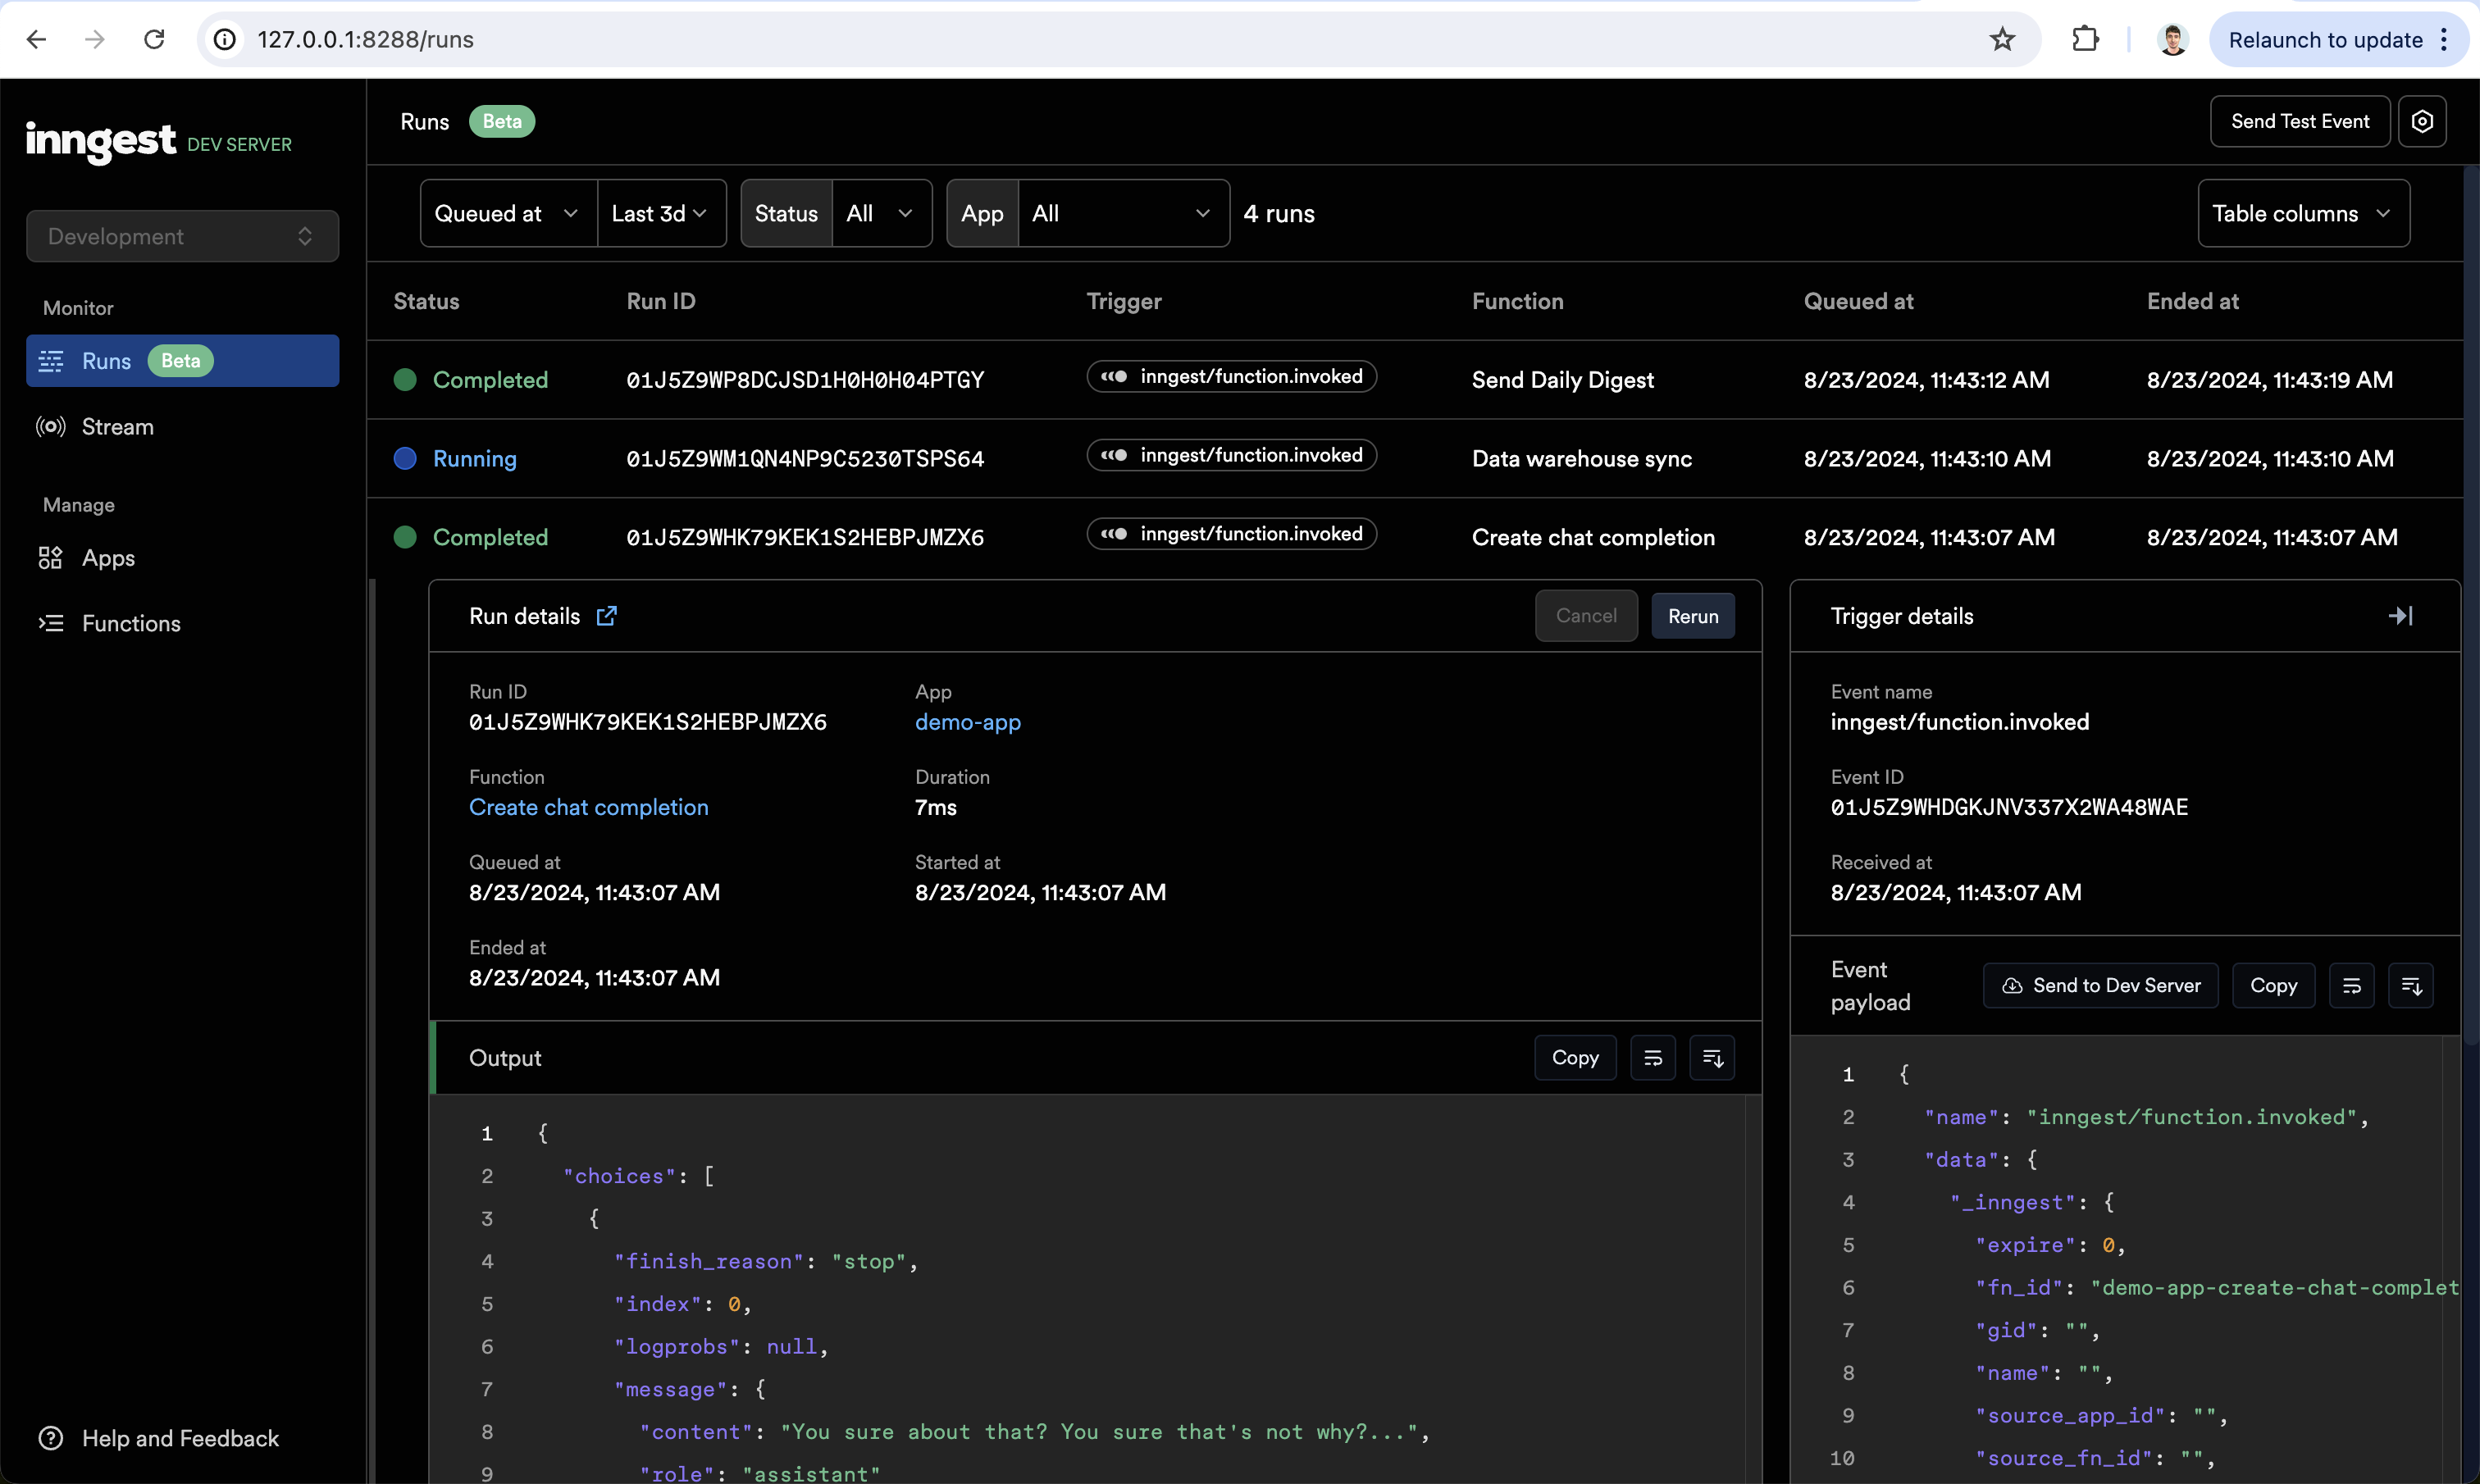 127.0.0.1:8288/runs
Relaunch to update
inngest DEV SERVER
Development
Monitor
Runs Beta
Stream
Manage
Apps
Functions
Help and Feedback
Runs Beta
Send Test Event
Queued at Last 3d Status All App All 4 runs Table columns
Status Run ID Trigger Function Queued at Ended at
Completed 01J5Z9WP8DCJSD1H0H0H04PTGY inngest/function.invoked Send Daily Digest 8/23/2024, 11:43:12 AM 8/23/2024, 11:43:19 AM
Running 01J5Z9WM1QN4NP9C5230TSPS64 inngest/function.invoked Data warehouse sync 8/23/2024, 11:43:10 AM 8/23/2024, 11:43:10 AM
Completed 01J5Z9WHK79KEK1S2HEBPJMZX6 inngest/function.invoked Create chat completion 8/23/2024, 11:43:07 AM 8/23/2024, 11:43:07 AM
Run details Cancel Rerun
Run ID App
01J5Z9WHK79KEK1S2HEBPJMZX6 demo-app
Function Duration
Create chat completion 7ms
Queued at Started at
8/23/2024, 11:43:07 AM 8/23/2024, 11:43:07 AM
Ended at
8/23/2024, 11:43:07 AM
Output Copy
1 {
2 "choices": [
3 {
4 "finish_reason": "stop",
5 "index": 0,
6 "logprobs": null,
7 "message": {
8 "content": "You sure about that? You sure that's not why?...",
9 "role": "assistant"
Trigger details
Event name
inngest/function.invoked
Event ID
01J5Z9WHDGKJNV337X2WA48WAE
Received at
8/23/2024, 11:43:07 AM
Event payload Send to Dev Server Copy
1 {
2 "name": "inngest/function.invoked",
3 "data": {
4 "_inngest": {
5 "expire": 0,
6 "fn_id": "demo-app-create-chat-complet
7 "gid": "",
8 "name": "",
9 "source_app_id": "",
10 "source_fn_id": "",